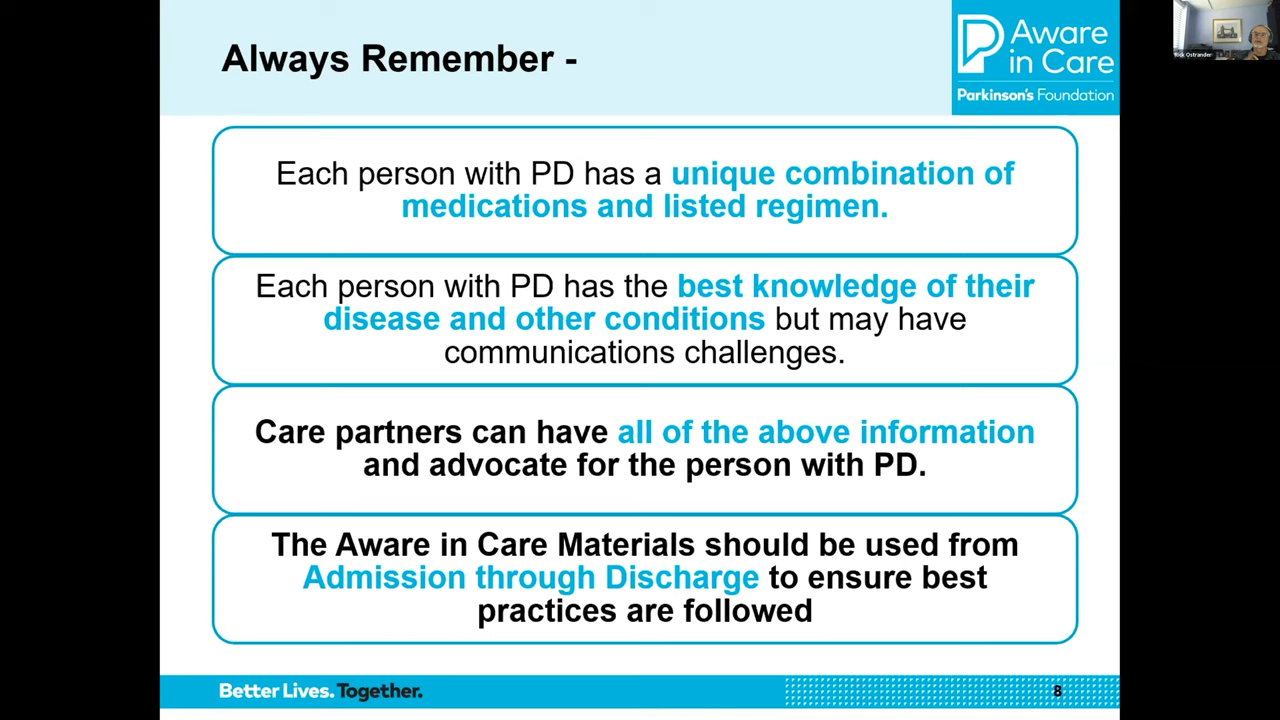 Always Remember -
Aware
in Care
Parkinson's Foundation
Rick Ostrander
Each person with PD has a unique combination of
medications and listed regimen.
Each person with PD has the best knowledge of their
disease and other conditions but may have
communications challenges.
Care partners can have all of the above information
and advocate for the person with PD.
The Aware in Care Materials should be used from
Admission through Discharge to ensure best
practices are followed
Better Lives. Together.
8